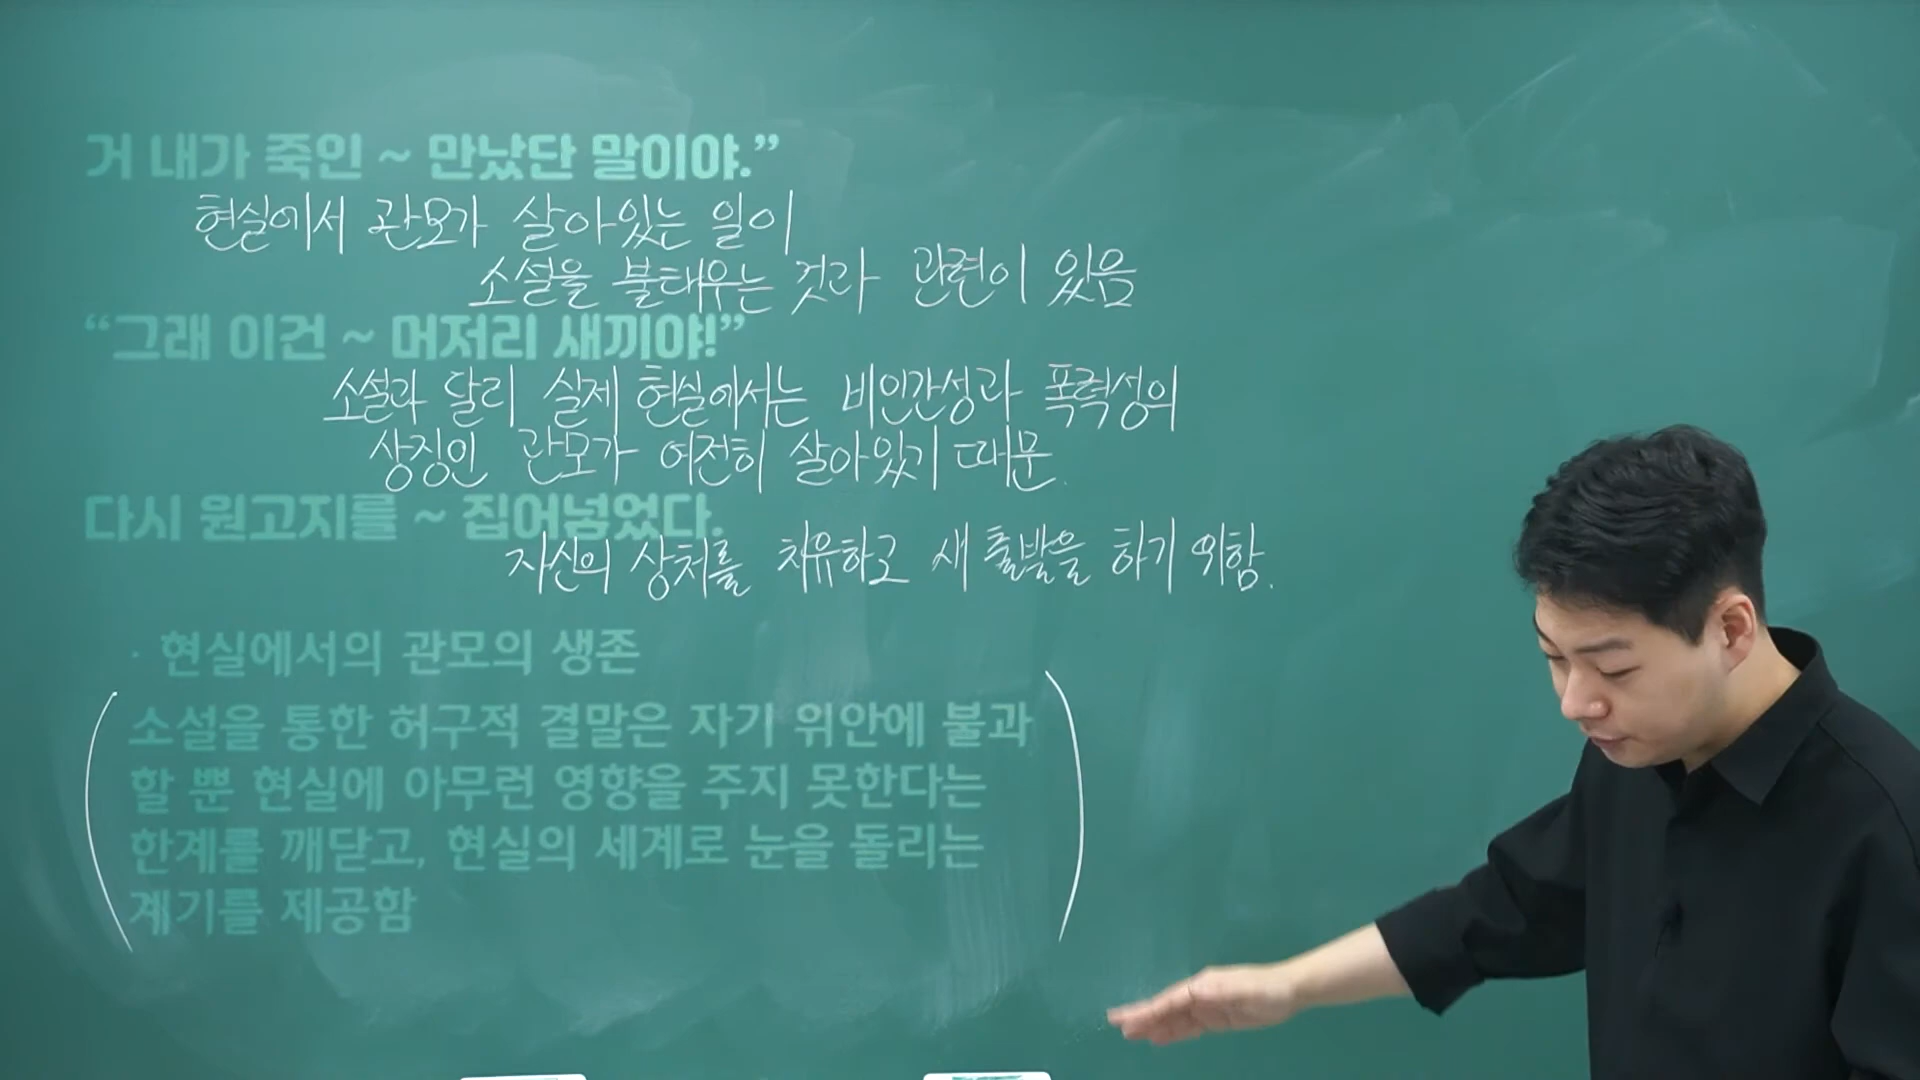 거 내가 죽인 ~ 만났단 말이야.”
현실에서 관모가 살아있는 일이
소설을 불태우는 것과 관련이 있음
“그래 이건 ~ 머저리 새끼야!”
소설과 달리 실제 현실에서는 비인간성과 폭력성의
상징인 관모가 여전히 살아있기 때문.
다시 원고지를 ~ 집어넘었다.
자신의 상처를 치유하고 새 출발을 하기 위함.
· 현실에서의 관모의 생존
소설을 통한 허구적 결말은 자기 위안에 불과
할 뿐 현실에 아무런 영향을 주지 못한다는
한계를 깨닫고, 현실의 세계로 눈을 돌리는
계기를 제공함